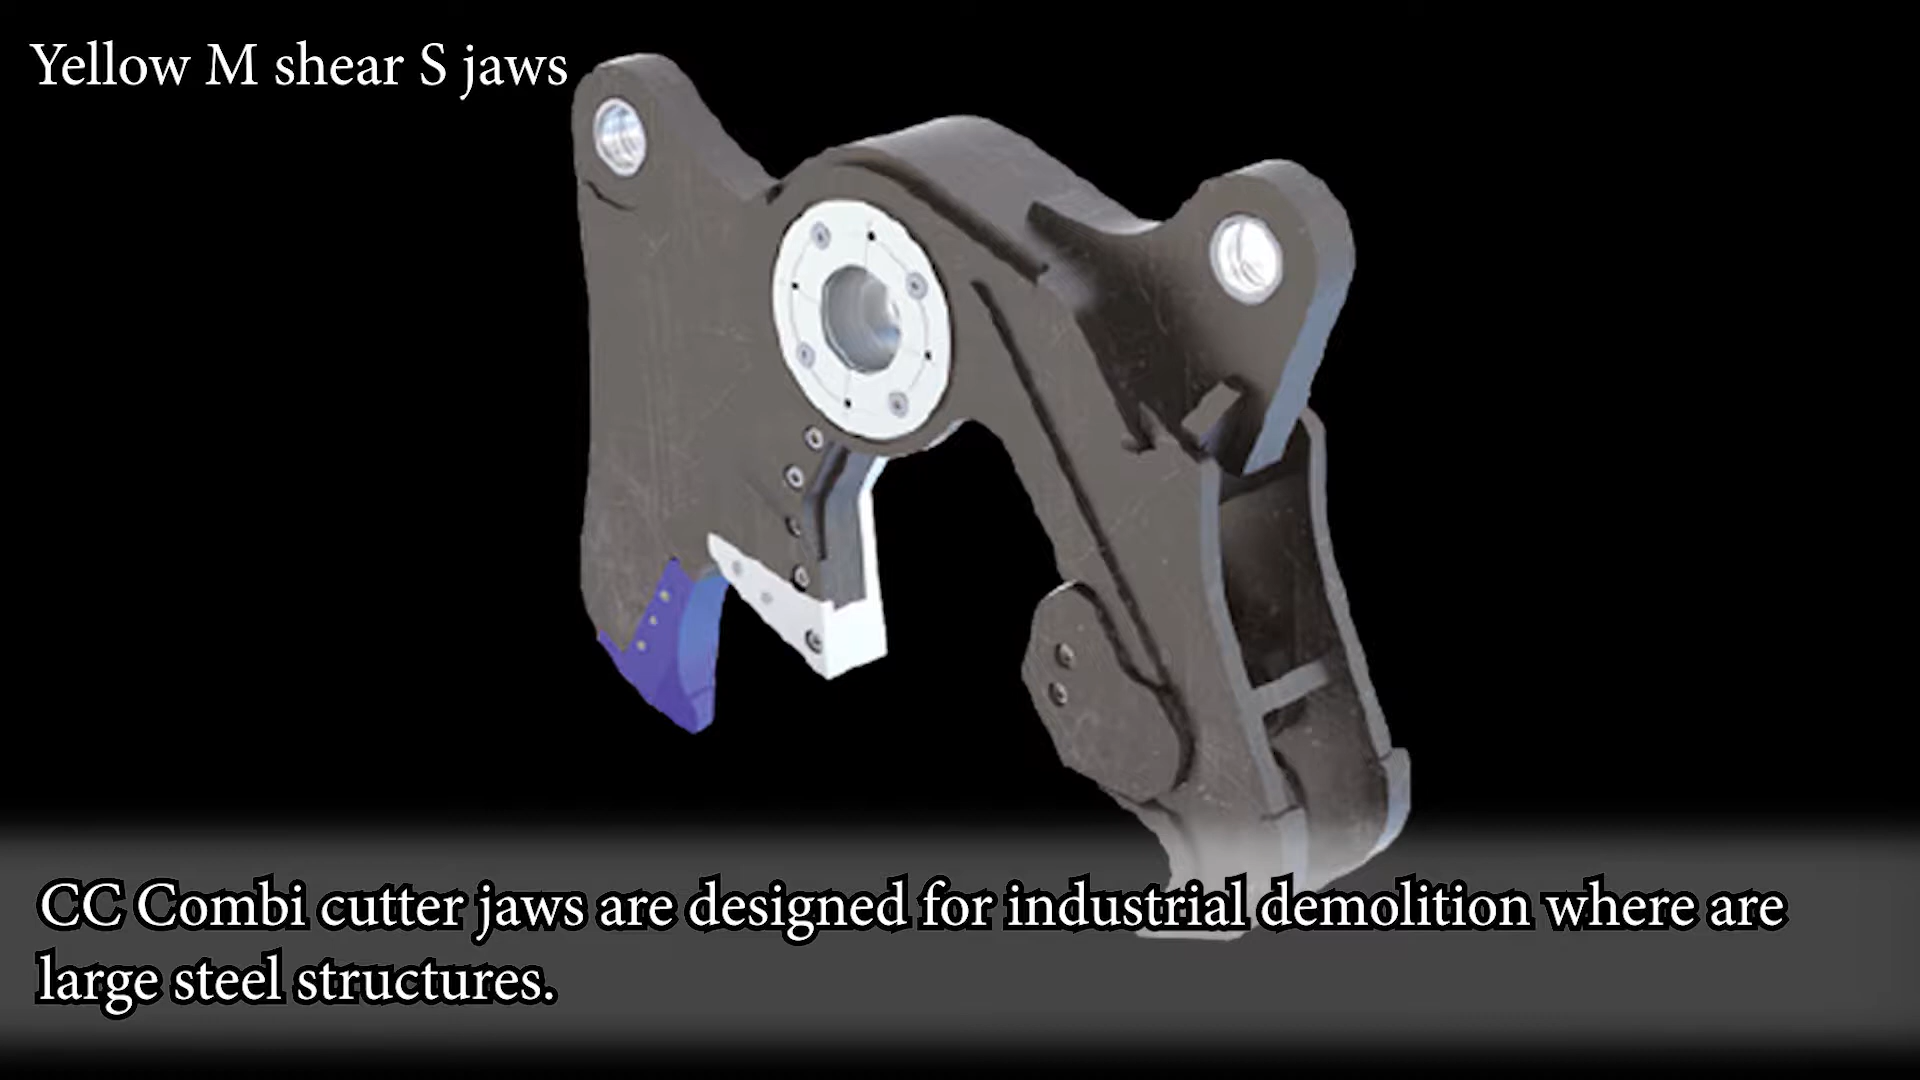 Yellow M shear S jaws
CC Combi cutter jaws are designed for industrial demolition where are
large steel structures.